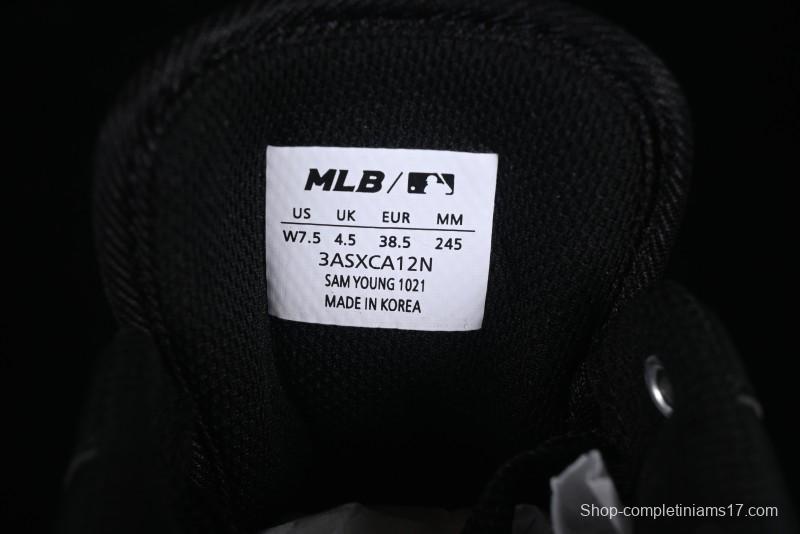 MLB /
US UK EUR MM
W7.5 4.5 38.5 245
3ASXCA12N
SAM YOUNG 1021
MADE IN KOREA
Shop-completiniams17.com/